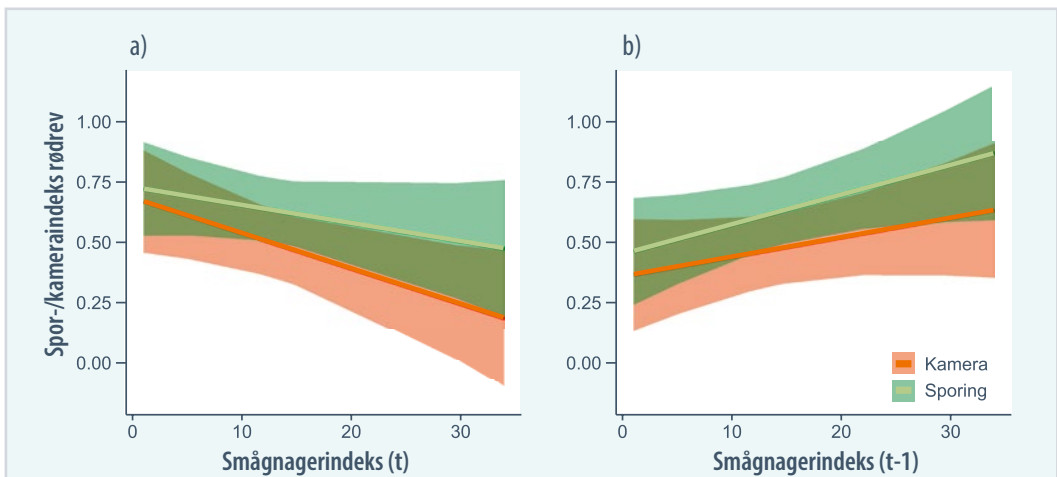 a)
b)
Spor-/kameraindeks rødrev
1.00
0.75
0.50
0.25
0.00
1.00
0.75
0.50
0.25
0.00
Kamera
Sporing
0 10 20 30
0 10 20 30
Smågnagerindeks (t)
Smågnagerindeks (t-1)